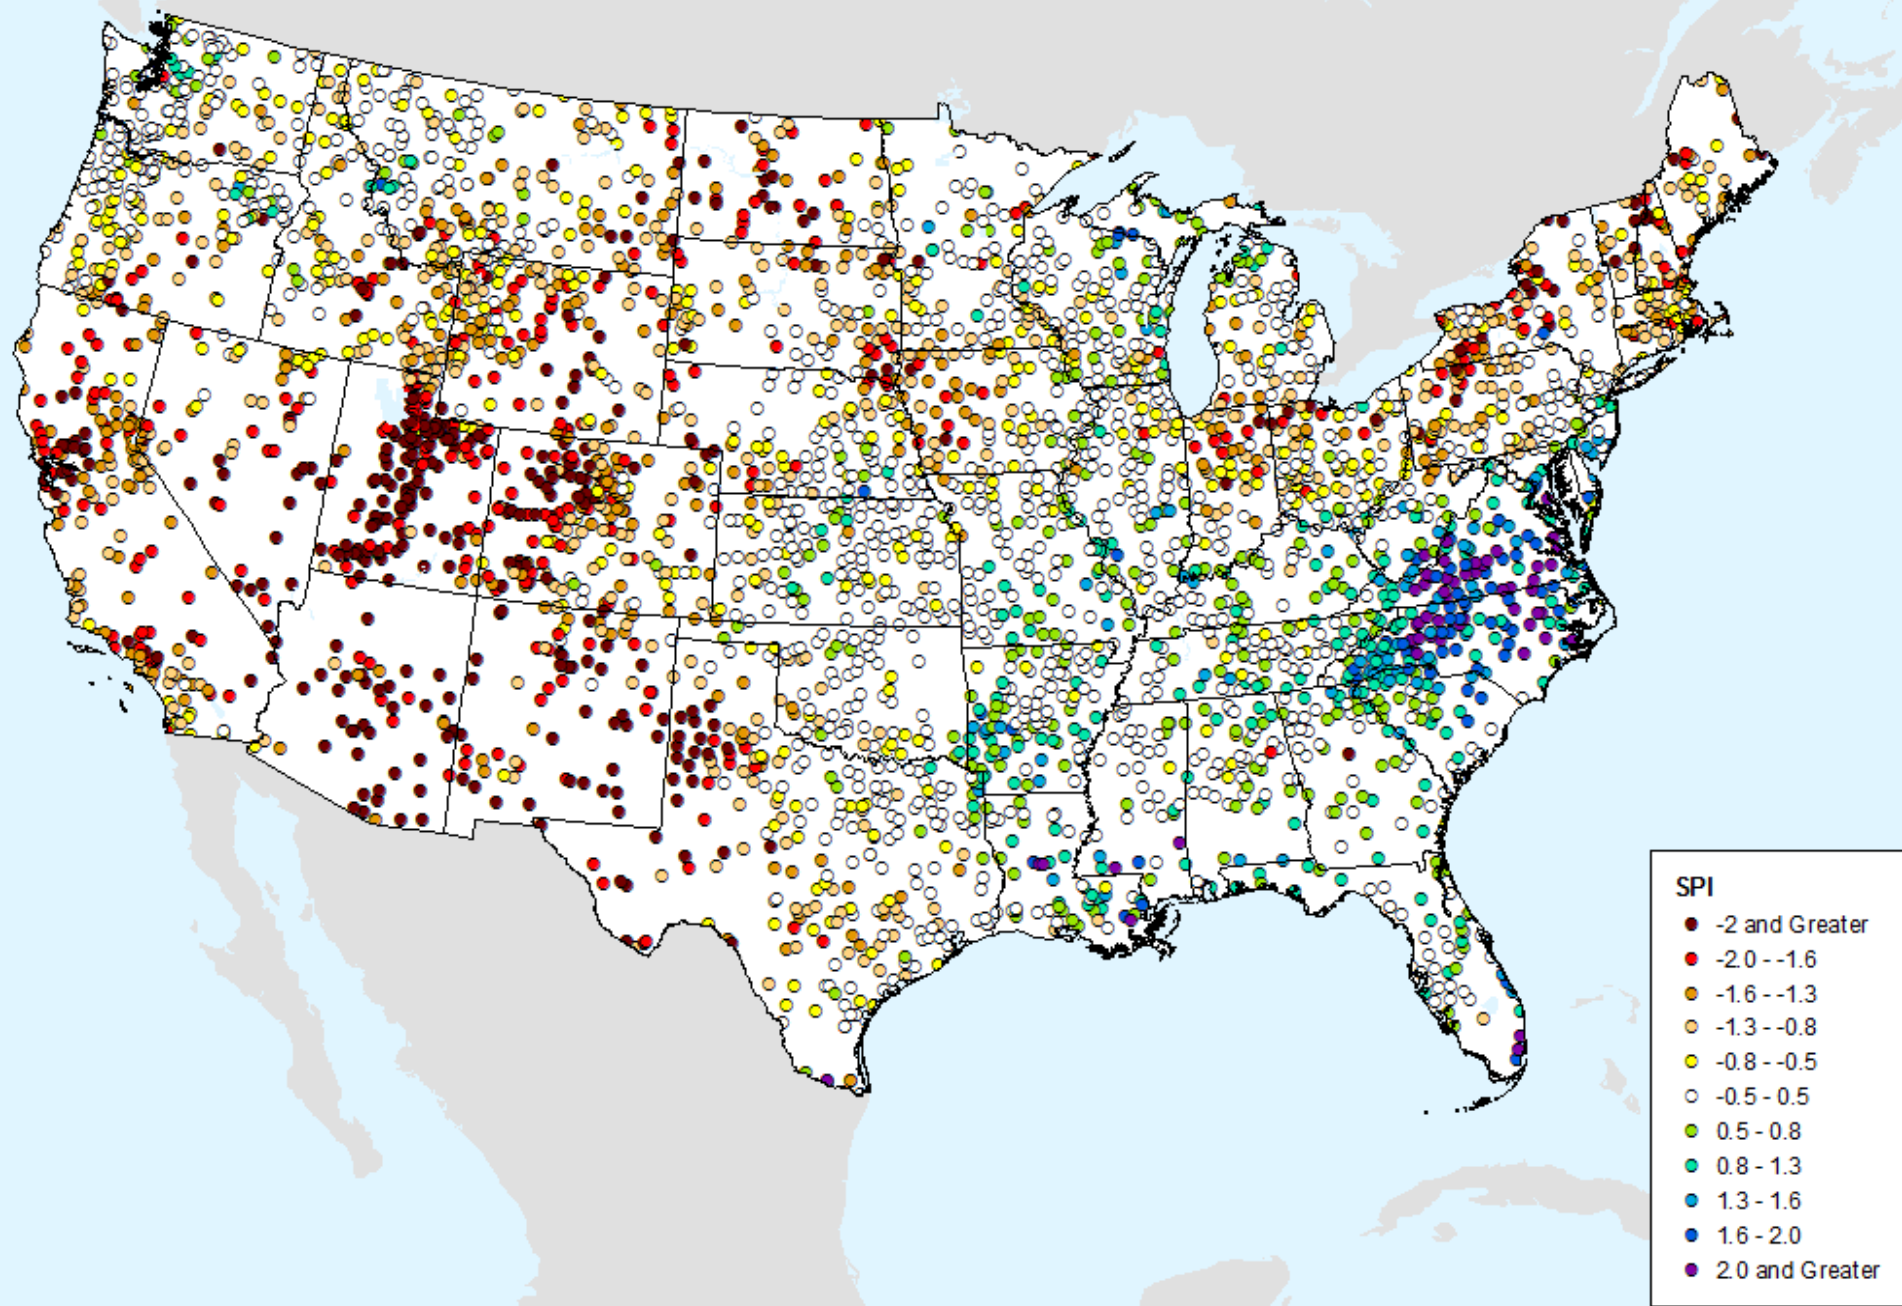 SPI
-2 and Greater
-2.0 - -1.6
-1.6 - -1.3
-1.3 - -0.8
-0.8 - -0.5
-0.5 - 0.5
0.5 - 0.8
0.8 - 1.3
1.3 - 1.6
1.6 - 2.0
2.0 and Greater